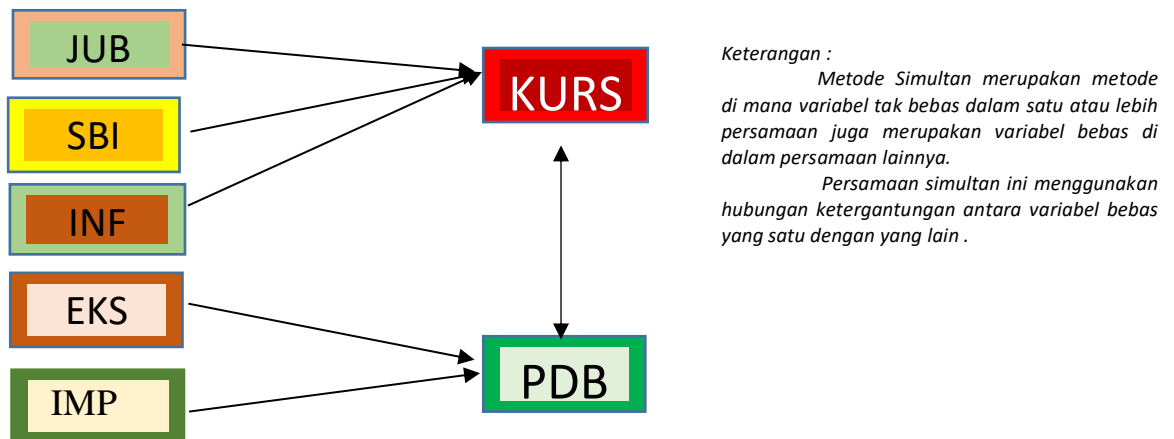 JUB
SBI
INF
EKS
IMP
KURS
PDB
Keterangan :
Metode Simultan merupakan metode
di mana variabel tak bebas dalam satu atau lebih
persamaan juga merupakan variabel bebas di
dalam persamaan lainnya.
Persamaan simultan ini menggunakan
hubungan ketergantungan antara variabel bebas
yang satu dengan yang lain .